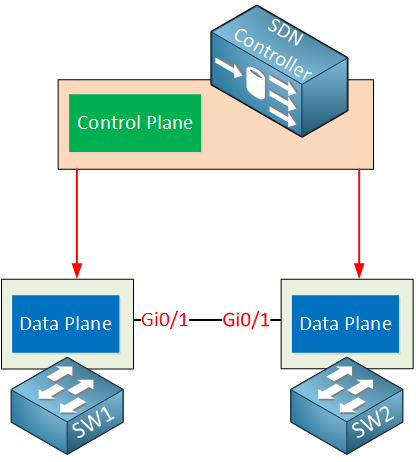 SDN
Controller
Control Plane
Data Plane
Gi0/1
Gi0/1
Data Plane
SW1
SW2